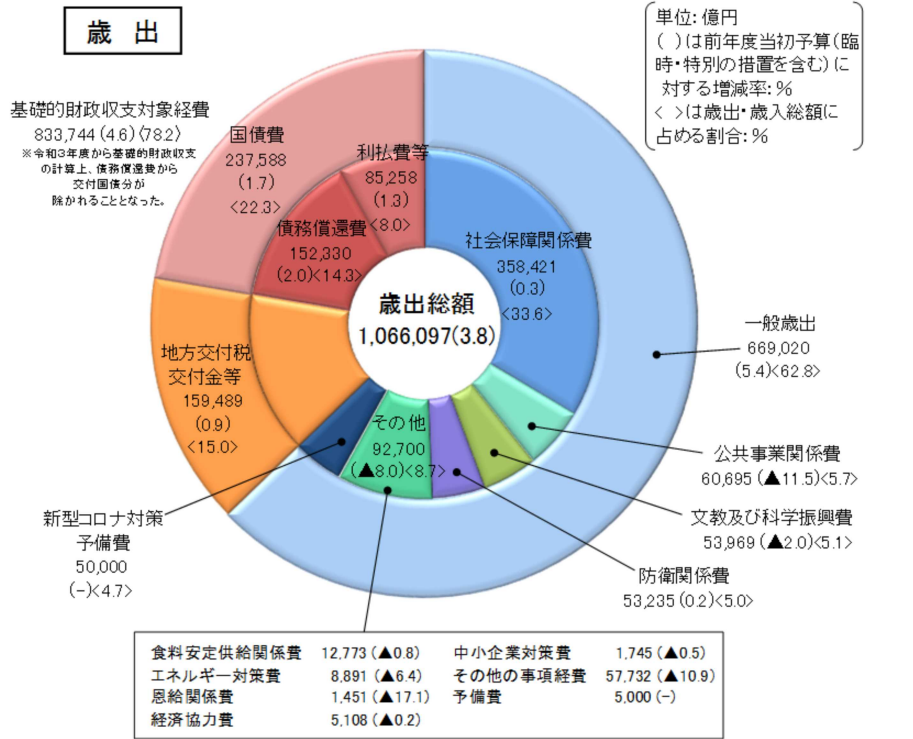 歳 出
単位: 億円
( )は前年度当初予算(臨
時・特別の措置を含む)に
対する増減率: %
< >は歳出・歳入総額に
占める割合: %
基礎的財政収支対象経費
833,744 (4.6) <78.2>
※令和3年度から基礎的財政収支
の計算上、債務償還費から
交付国債分が
除かれることとなった。
国債費
237,588
(1.7)
<22.3>
利払費等
85,258
(1.3)
<8.0>
債務償還費
152,330
(2.0)<14.3>
社会保障関係費
358,421
(0.3)
<33.6>
歳出総額
1,066,097(3.8)
一般歳出
669,020
(5.4)<62.8>
地方交付税
交付金等
159,489
(0.9)
<15.0>
その他
92,700
(▲8.0)<8.7>
公共事業関係費
60,695 (▲11.5)<5.7>
文教及び科学振興費
53,969 (▲2.0)<5.1>
防衛関係費
53,235 (0.2)<5.0>
新型コロナ対策
予備費
50,000
(-)<4.7>
食料安定供給関係費 12,773 (▲0.8) 中小企業対策費 1,745 (▲0.5)
エネルギー対策費 8,891 (▲6.4) その他の事項経費 57,732 (▲10.9)
恩給関係費 1,451 (▲17.1) 予備費 5,000 (-)
経済協力費 5,108 (▲0.2)